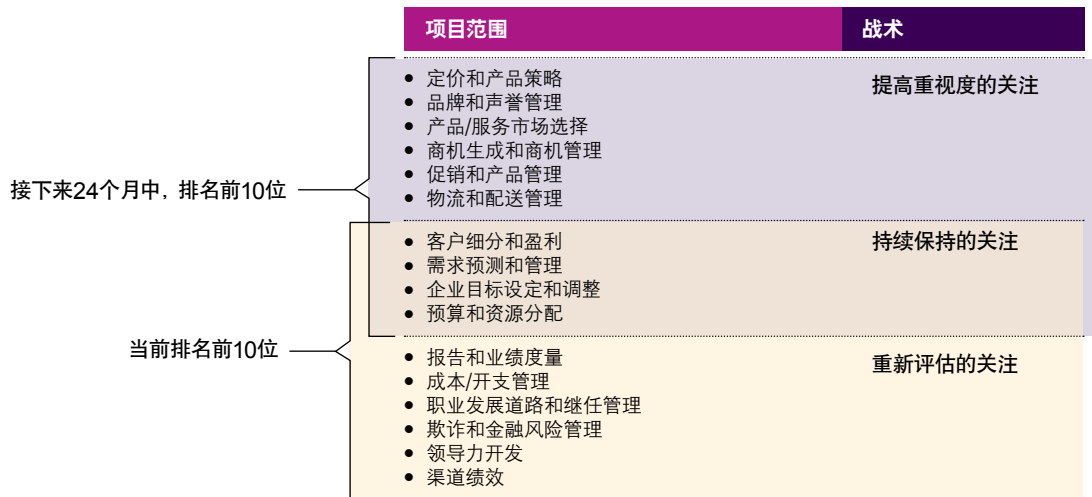 项目范围
战术
• 定价和产品策略
• 品牌和声誉管理
• 产品/服务市场选择
• 商机生成和商机管理
• 促销和产品管理
• 物流和配送管理
提高重视度的关注
接下来24个月中，排名前10位
• 客户细分和盈利
• 需求预测和管理
• 企业目标设定和调整
• 预算和资源分配
持续保持的关注
当前排名前10位
• 报告和业绩度量
• 成本/开支管理
• 职业发展道路和继任管理
• 欺诈和金融风险管理
• 领导力开发
• 渠道绩效
重新评估的关注